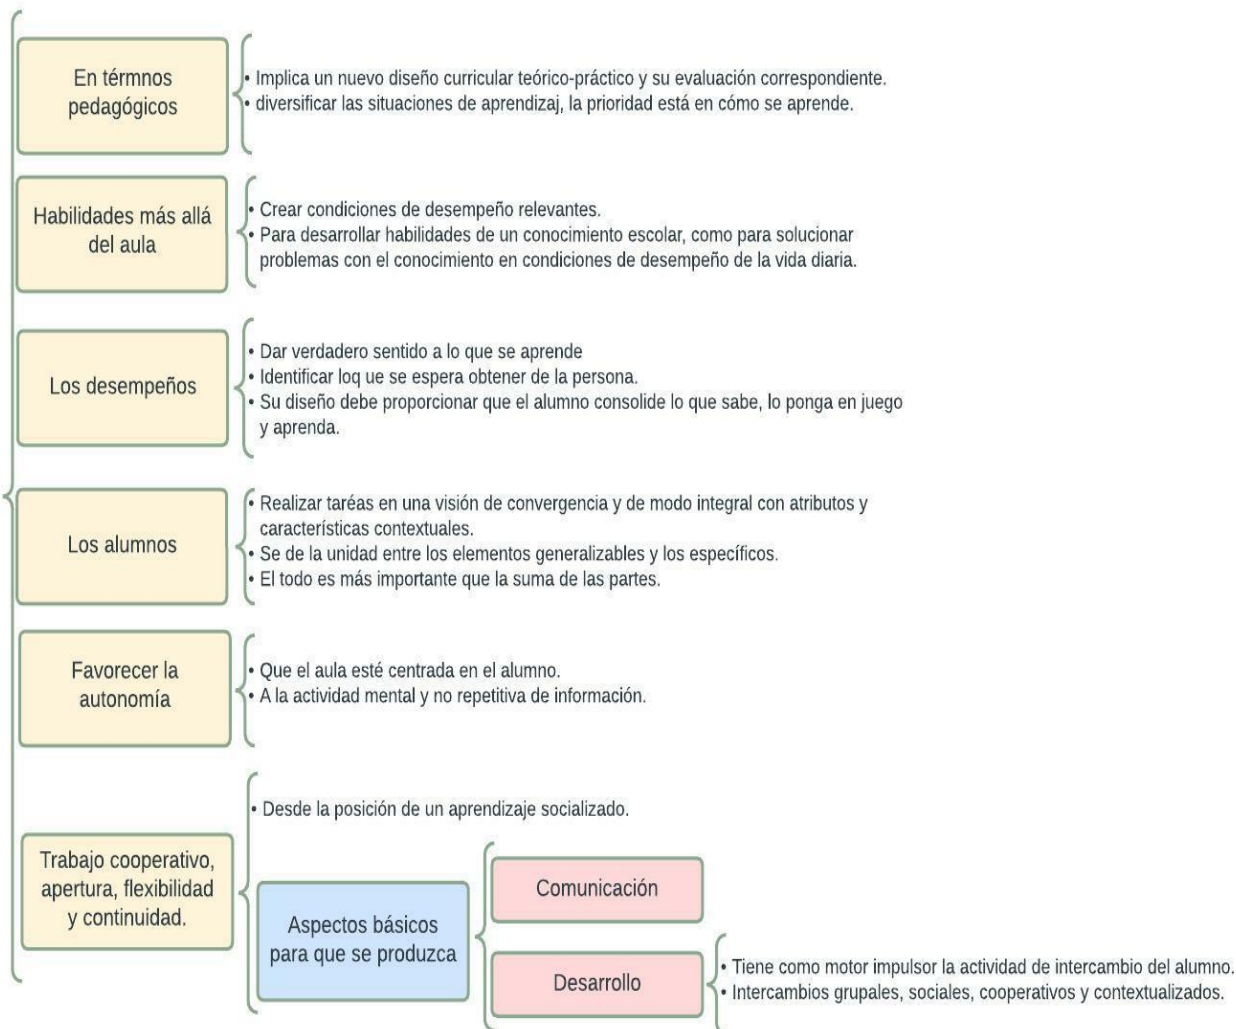 En térmnos
pedagógicos
• Implica un nuevo diseño curricular teórico-práctico y su evaluación correspondiente.
• diversificar las situaciones de aprendizaj, la prioridad está en cómo se aprende.
Habilidades más allá
del aula
• Crear condiciones de desempeño relevantes.
• Para desarrollar habilidades de un conocimiento escolar, como para solucionar
problemas con el conocimiento en condiciones de desempeño de la vida diaria.
Los desempeños
• Dar verdadero sentido a lo que se aprende
• Identificar loq ue se espera obtener de la persona.
• Su diseño debe proporcionar que el alumno consolide lo que sabe, lo ponga en juego
y aprenda.
Los alumnos
• Realizar taréas en una visión de convergencia y de modo integral con atributos y
características contextuales.
• Se de la unidad entre los elementos generalizables y los específicos.
• El todo es más importante que la suma de las partes.
Favorecer la
autonomía
• Que el aula esté centrada en el alumno.
• A la actividad mental y no repetitiva de información.
Trabajo cooperativo,
apertura, flexibilidad
y continuidad.
• Desde la posición de un aprendizaje socializado.
Aspectos básicos
para que se produzca
Comunicación
Desarrollo
• Tiene como motor impulsor la actividad de intercambio del alumno.
• Intercambios grupales, sociales, cooperativos y contextualizados.